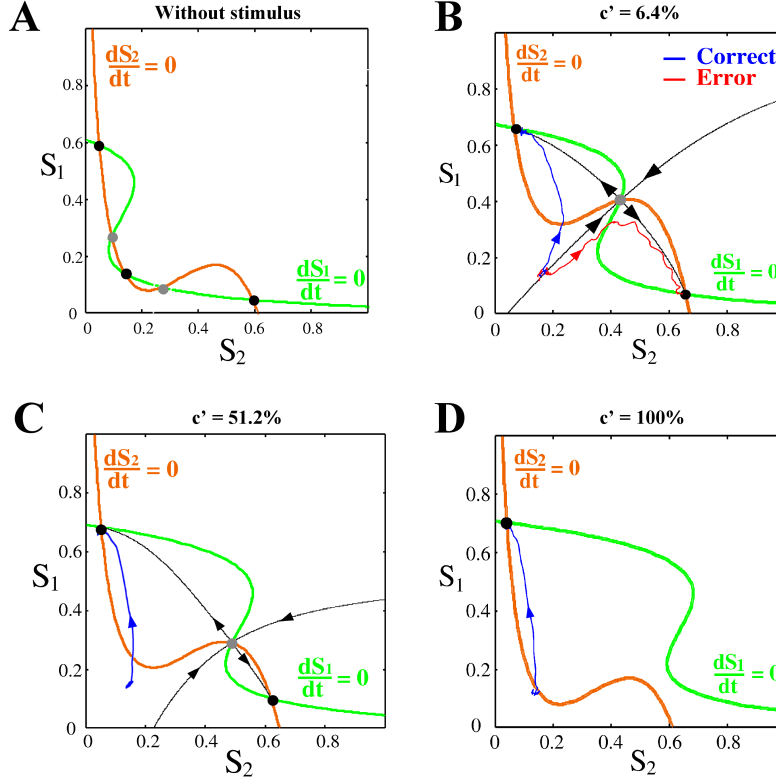 A
Without stimulus
dS2
dt = 0
0.8
0.6
S1
0.4
0.2
0
dS1
dt = 0
0 0.2 0.4 0.6 0.8
S2
B
c’ = 6.4%
dS2
dt = 0
Correct
Error
0.8
0.6
S1
0.4
0.2
0
dS1
dt = 0
0 0.2 0.4 0.6 0.8
S2
C
c’ = 51.2%
dS2
dt = 0
0.8
0.6
S1
0.4
0.2
0
dS1
dt = 0
0 0.2 0.4 0.6 0.8
S2
D
c’ = 100%
dS2
dt = 0
0.8
0.6
S1
0.4
0.2
0
dS1
dt = 0
0 0.2 0.4 0.6 0.8
S2